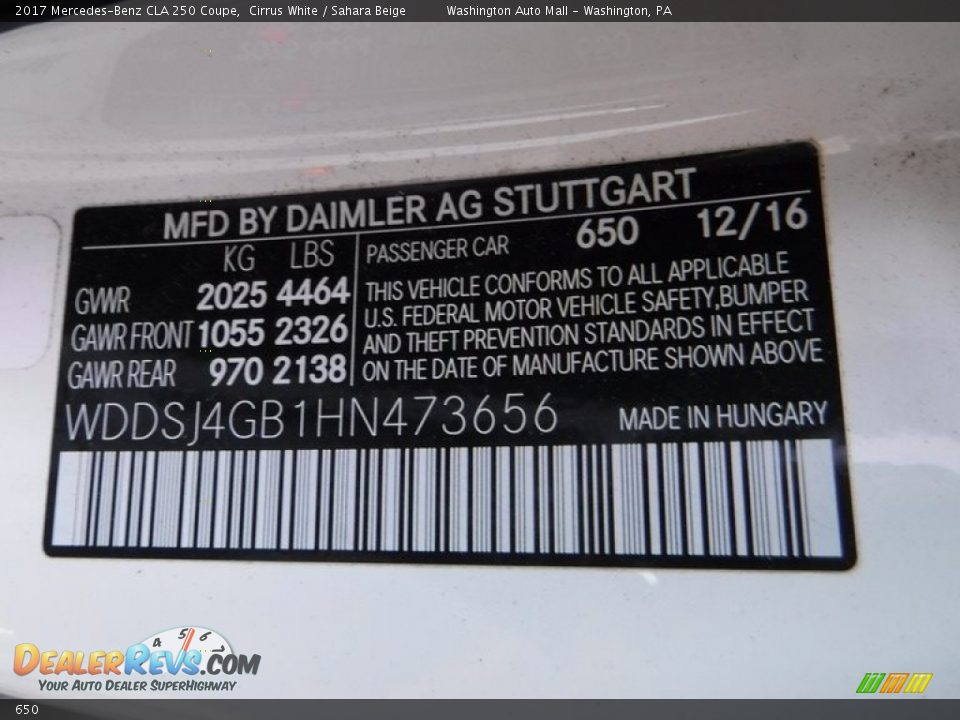 2017 Mercedes-Benz CLA 250 Coupe, Cirrus White / Sahara Beige Washington Auto Mall - Washington, PA
MFD BY DAIMLER AG STUTTGART
KG LBS
GVWR 2025 4464
GAWR FRONT 1055 2326
GAWR REAR 970 2138
PASSENGER CAR 650 12/16
THIS VEHICLE CONFORMS TO ALL APPLICABLE
U.S. FEDERAL MOTOR VEHICLE SAFETY,BUMPER
AND THEFT PREVENTION STANDARDS IN EFFECT
ON THE DATE OF MANUFACTURE SHOWN ABOVE
WDDSJ4GB1HN473656 MADE IN HUNGARY
4 5 6
DEALERREVS.COM
YOUR AUTO DEALER SUPERHIGHWAY
650